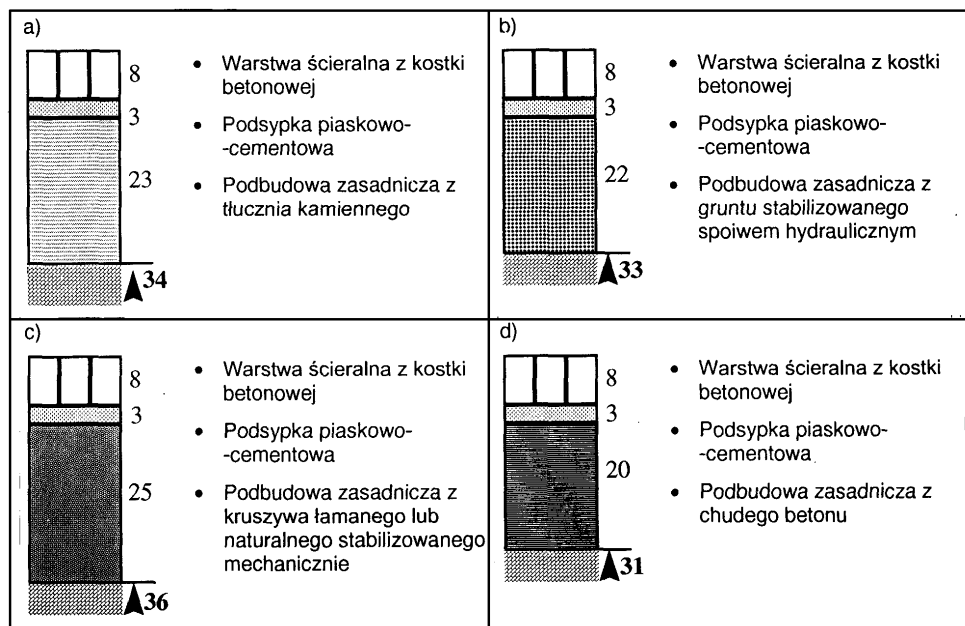 a)
8
3
23
34
• Warstwa ścieralna z kostki
betonowej
• Podsypka piaskowo-
-cementowa
• Podbudowa zasadnicza z
tłucznia kamiennego
b)
8
3
22
33
• Warstwa ścieralna z kostki
betonowej
• Podsypka piaskowo-
-cementowa
• Podbudowa zasadnicza z
gruntu stabilizowanego
spoiwem hydraulicznym
c)
8
3
25
36
• Warstwa ścieralna z kostki
betonowej
• Podsypka piaskowo-
-cementowa
• Podbudowa zasadnicza z
kruszywa łamanego lub
naturalnego stabilizowanego
mechanicznie
d)
8
3
20
31
• Warstwa ścieralna z kostki
betonowej
• Podsypka piaskowo-
-cementowa
• Podbudowa zasadnicza z
chudego betonu